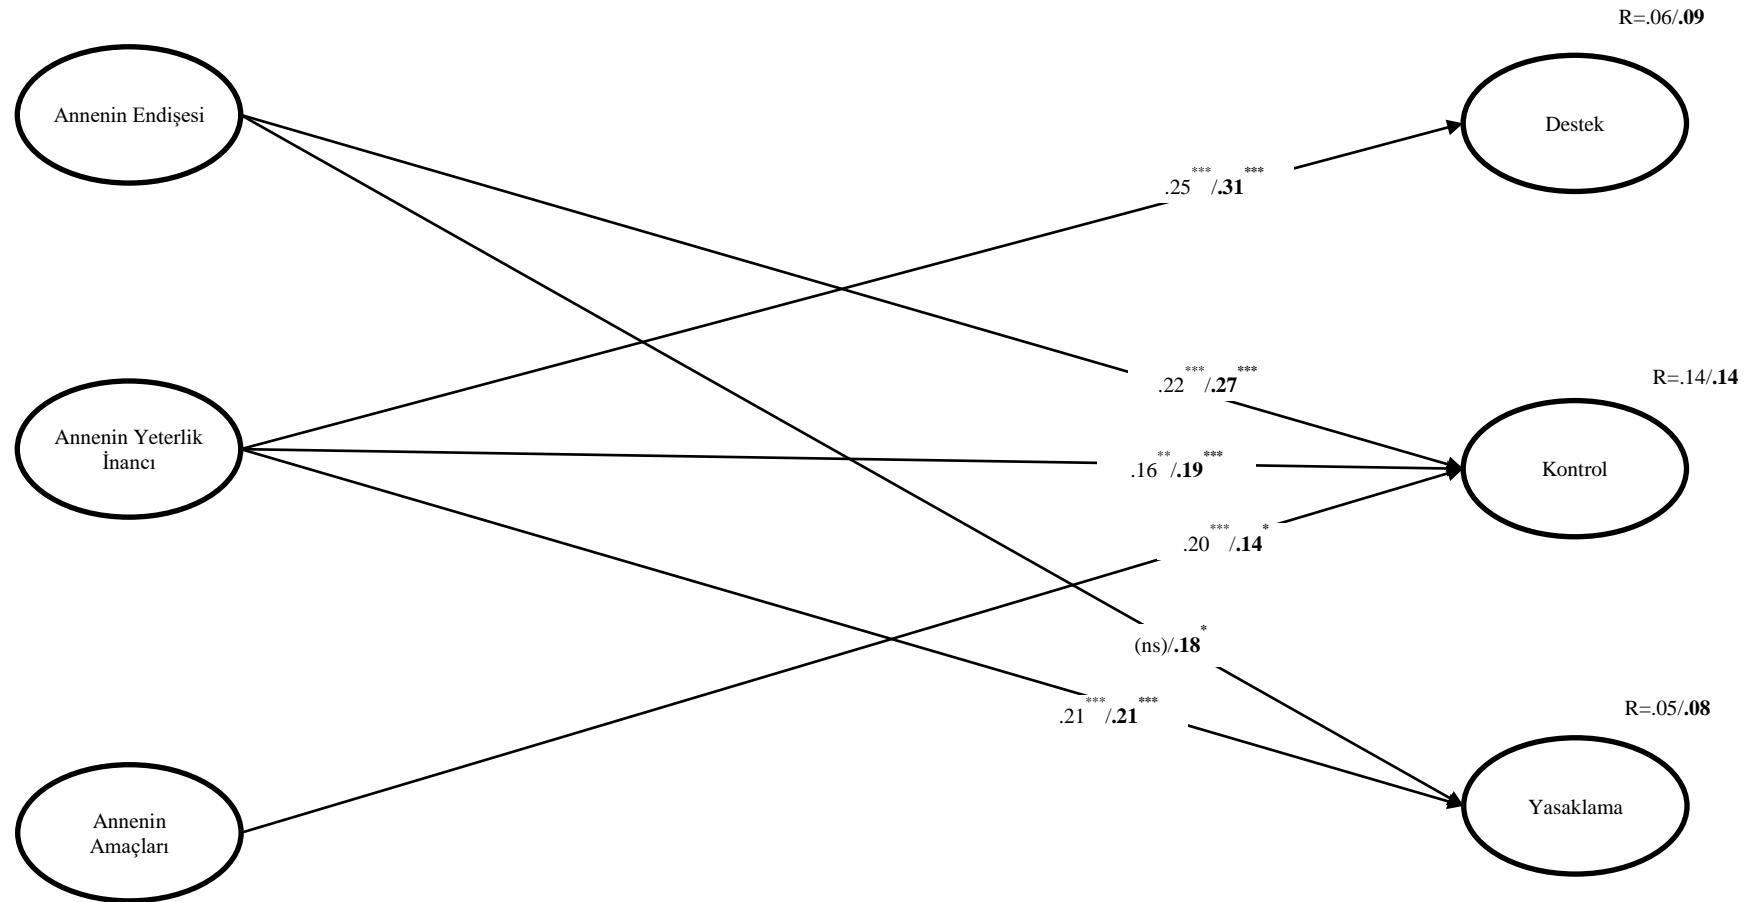 R=.06/.09
Annenin Endişesi
Destek
.25***/.31***
.22***/.27***
R=.14/.14
Annenin Yeterlik
İnancı
.16**/.19***
Kontrol
.20***/.14*
(ns)/.18*
.21***/.21***
R=.05/.08
Yasaklama
Annenin
Amaçları